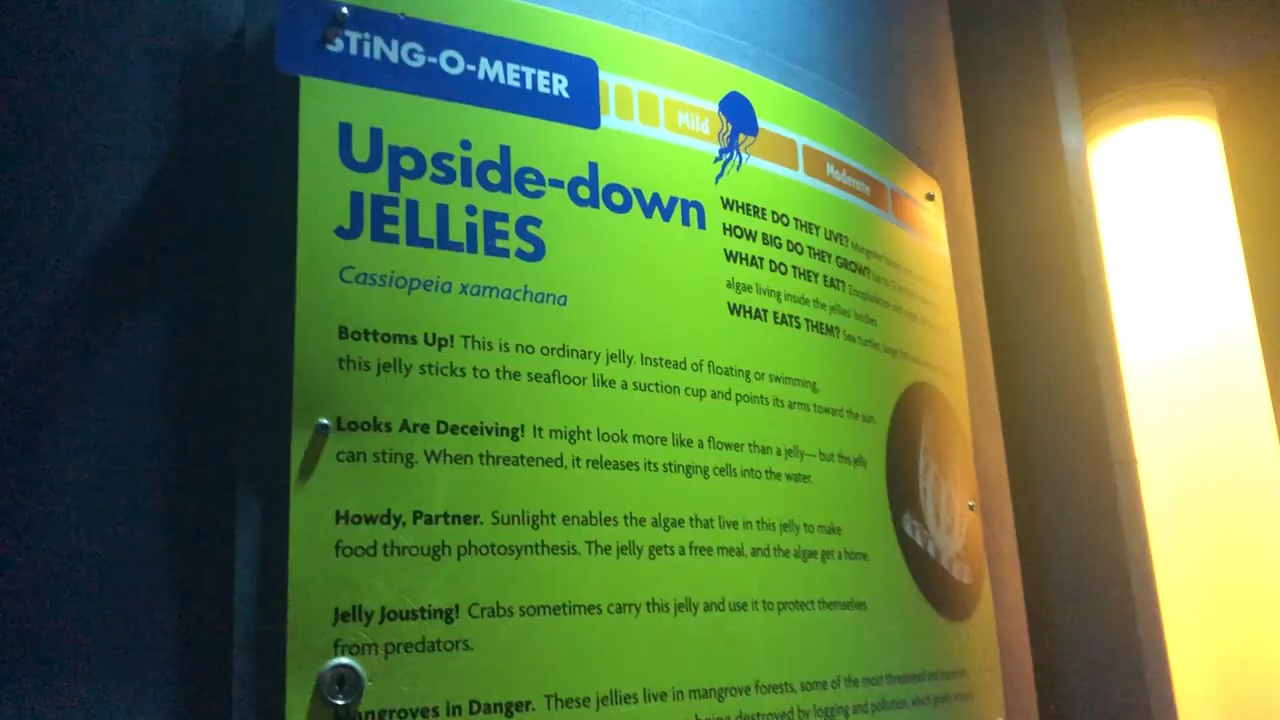 STiNG-O-METER
Mild
Moderate
Upside-down
JELLiES
Cassiopeia xamachana
WHERE DO THEY LIVE? Mangrove
HOW BIG DO THEY GROW? Up to 12
WHAT DO THEY EAT? Zooplankton and
algae living inside the jellies' bodies
WHAT EATS THEM? Sea turtles, large
Bottoms Up! This is no ordinary jelly. Instead of floating or swimming,
this jelly sticks to the seafloor like a suction cup and points its arms toward the sun.
Looks Are Deceiving! It might look more like a flower than a jelly—but this jelly
can sting. When threatened, it releases its stinging cells into the water.
Howdy, Partner. Sunlight enables the algae that live in this jelly to make
food through photosynthesis. The jelly gets a free meal, and the algae get a home.
Jelly Jousting! Crabs sometimes carry this jelly and use it to protect themselves
from predators.
Mangroves in Danger. These jellies live in mangrove forests, some of the most threatened
being destroyed by logging and pollution, which greatly